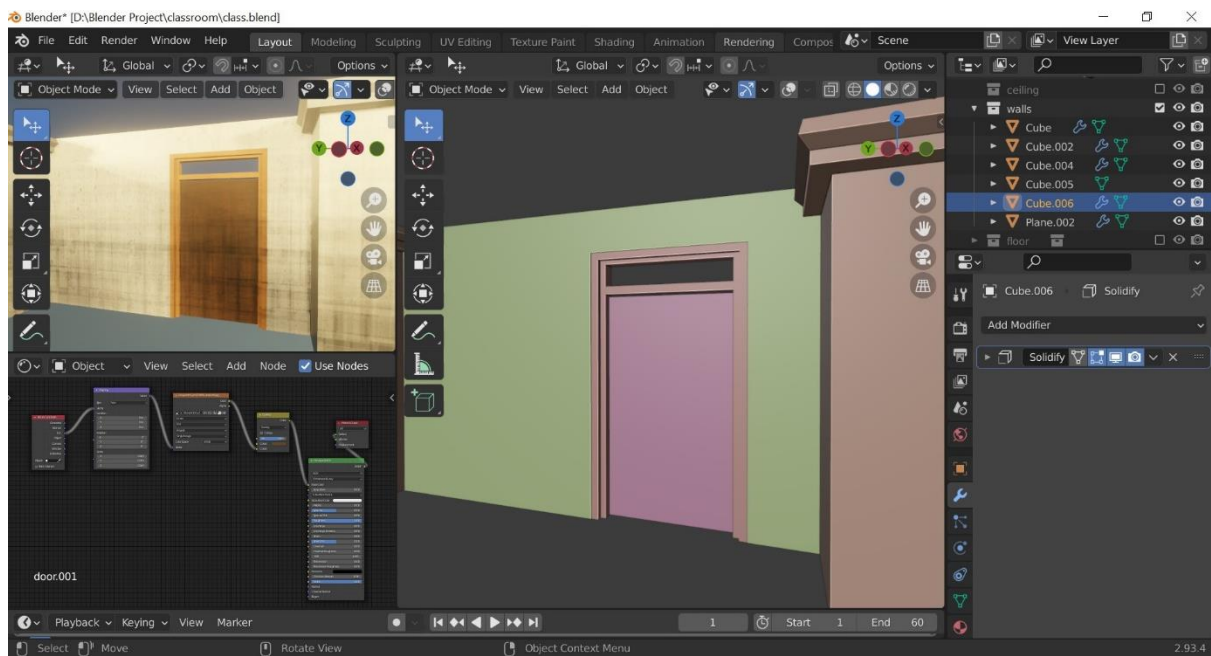 Blender* [D:\Blender Project\classroom\class.blend]
File Edit Render Window Help Layout Modeling Sculpting UV Editing Texture Paint Shading Animation Rendering Compos Scene View Layer
Global Options Global Options
Object Mode View Select Add Object Object Mode View Select Add Object
ceiling
walls
Cube
Cube.002
Cube.004
Cube.005
Cube.006
Plane.002
floor
Z
Y X
Z
Y X
Cube.006 Solidify
Add Modifier
Solidify
Object View Select Add Node Use Nodes
door.001
Playback Keying View Marker 1 Start 1 End 60
Select Move Rotate View Object Context Menu 2.93.4